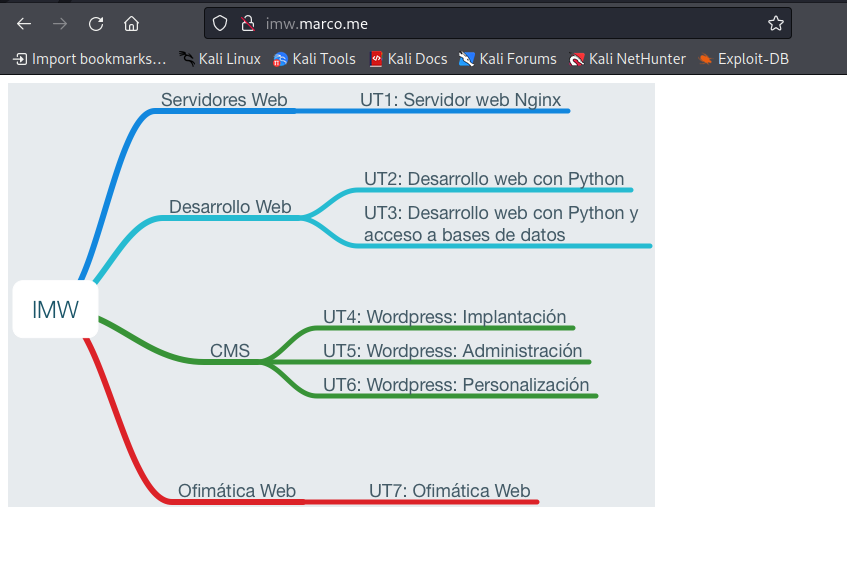 imw.marco.me
Import bookmarks... Kali Linux Kali Tools Kali Docs Kali Forums Kali NetHunter Exploit-DB
Servidores Web UT1: Servidor web Nginx
UT2: Desarrollo web con Python
Desarrollo Web
UT3: Desarrollo web con Python y
acceso a bases de datos
IMW
UT4: Wordpress: Implantación
CMS UT5: Wordpress: Administración
UT6: Wordpress: Personalización
Ofimática Web UT7: Ofimática Web